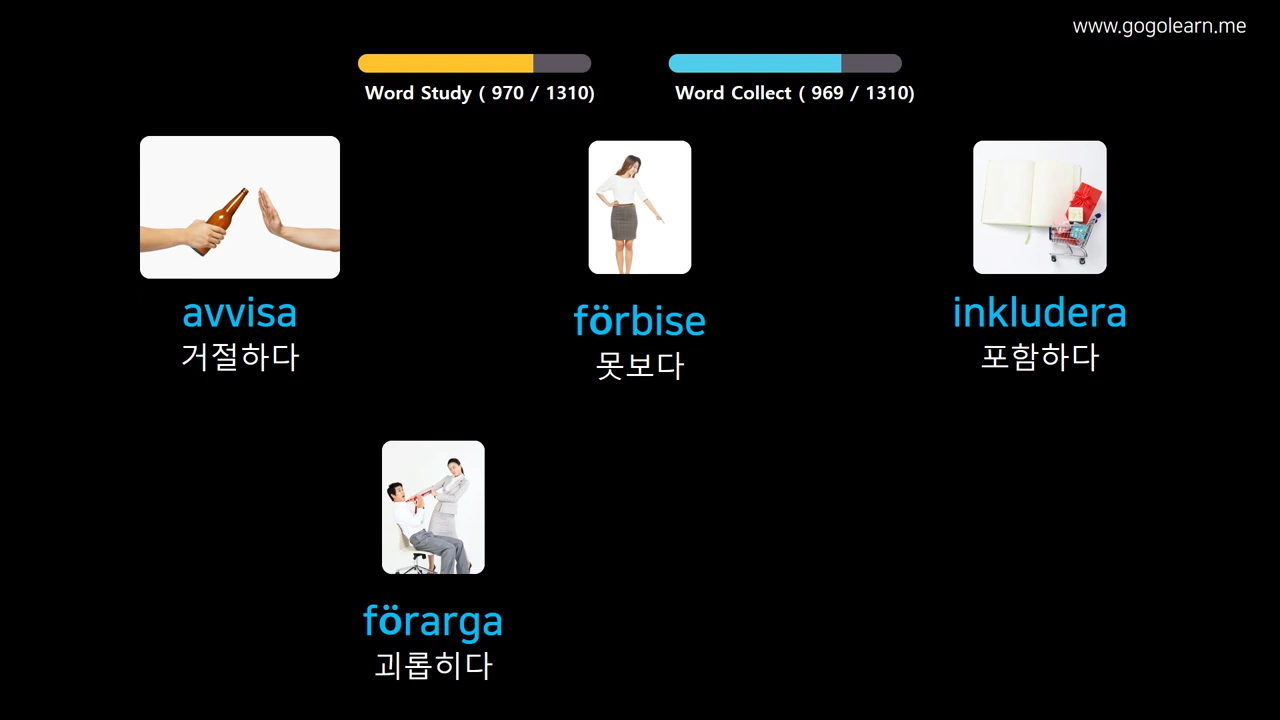 www.gogolearn.me
Word Study ( 970 / 1310)
Word Collect ( 969 / 1310)
avvisa
거절하다
förbise
못보다
inkludera
포함하다
förarga
괴롭히다